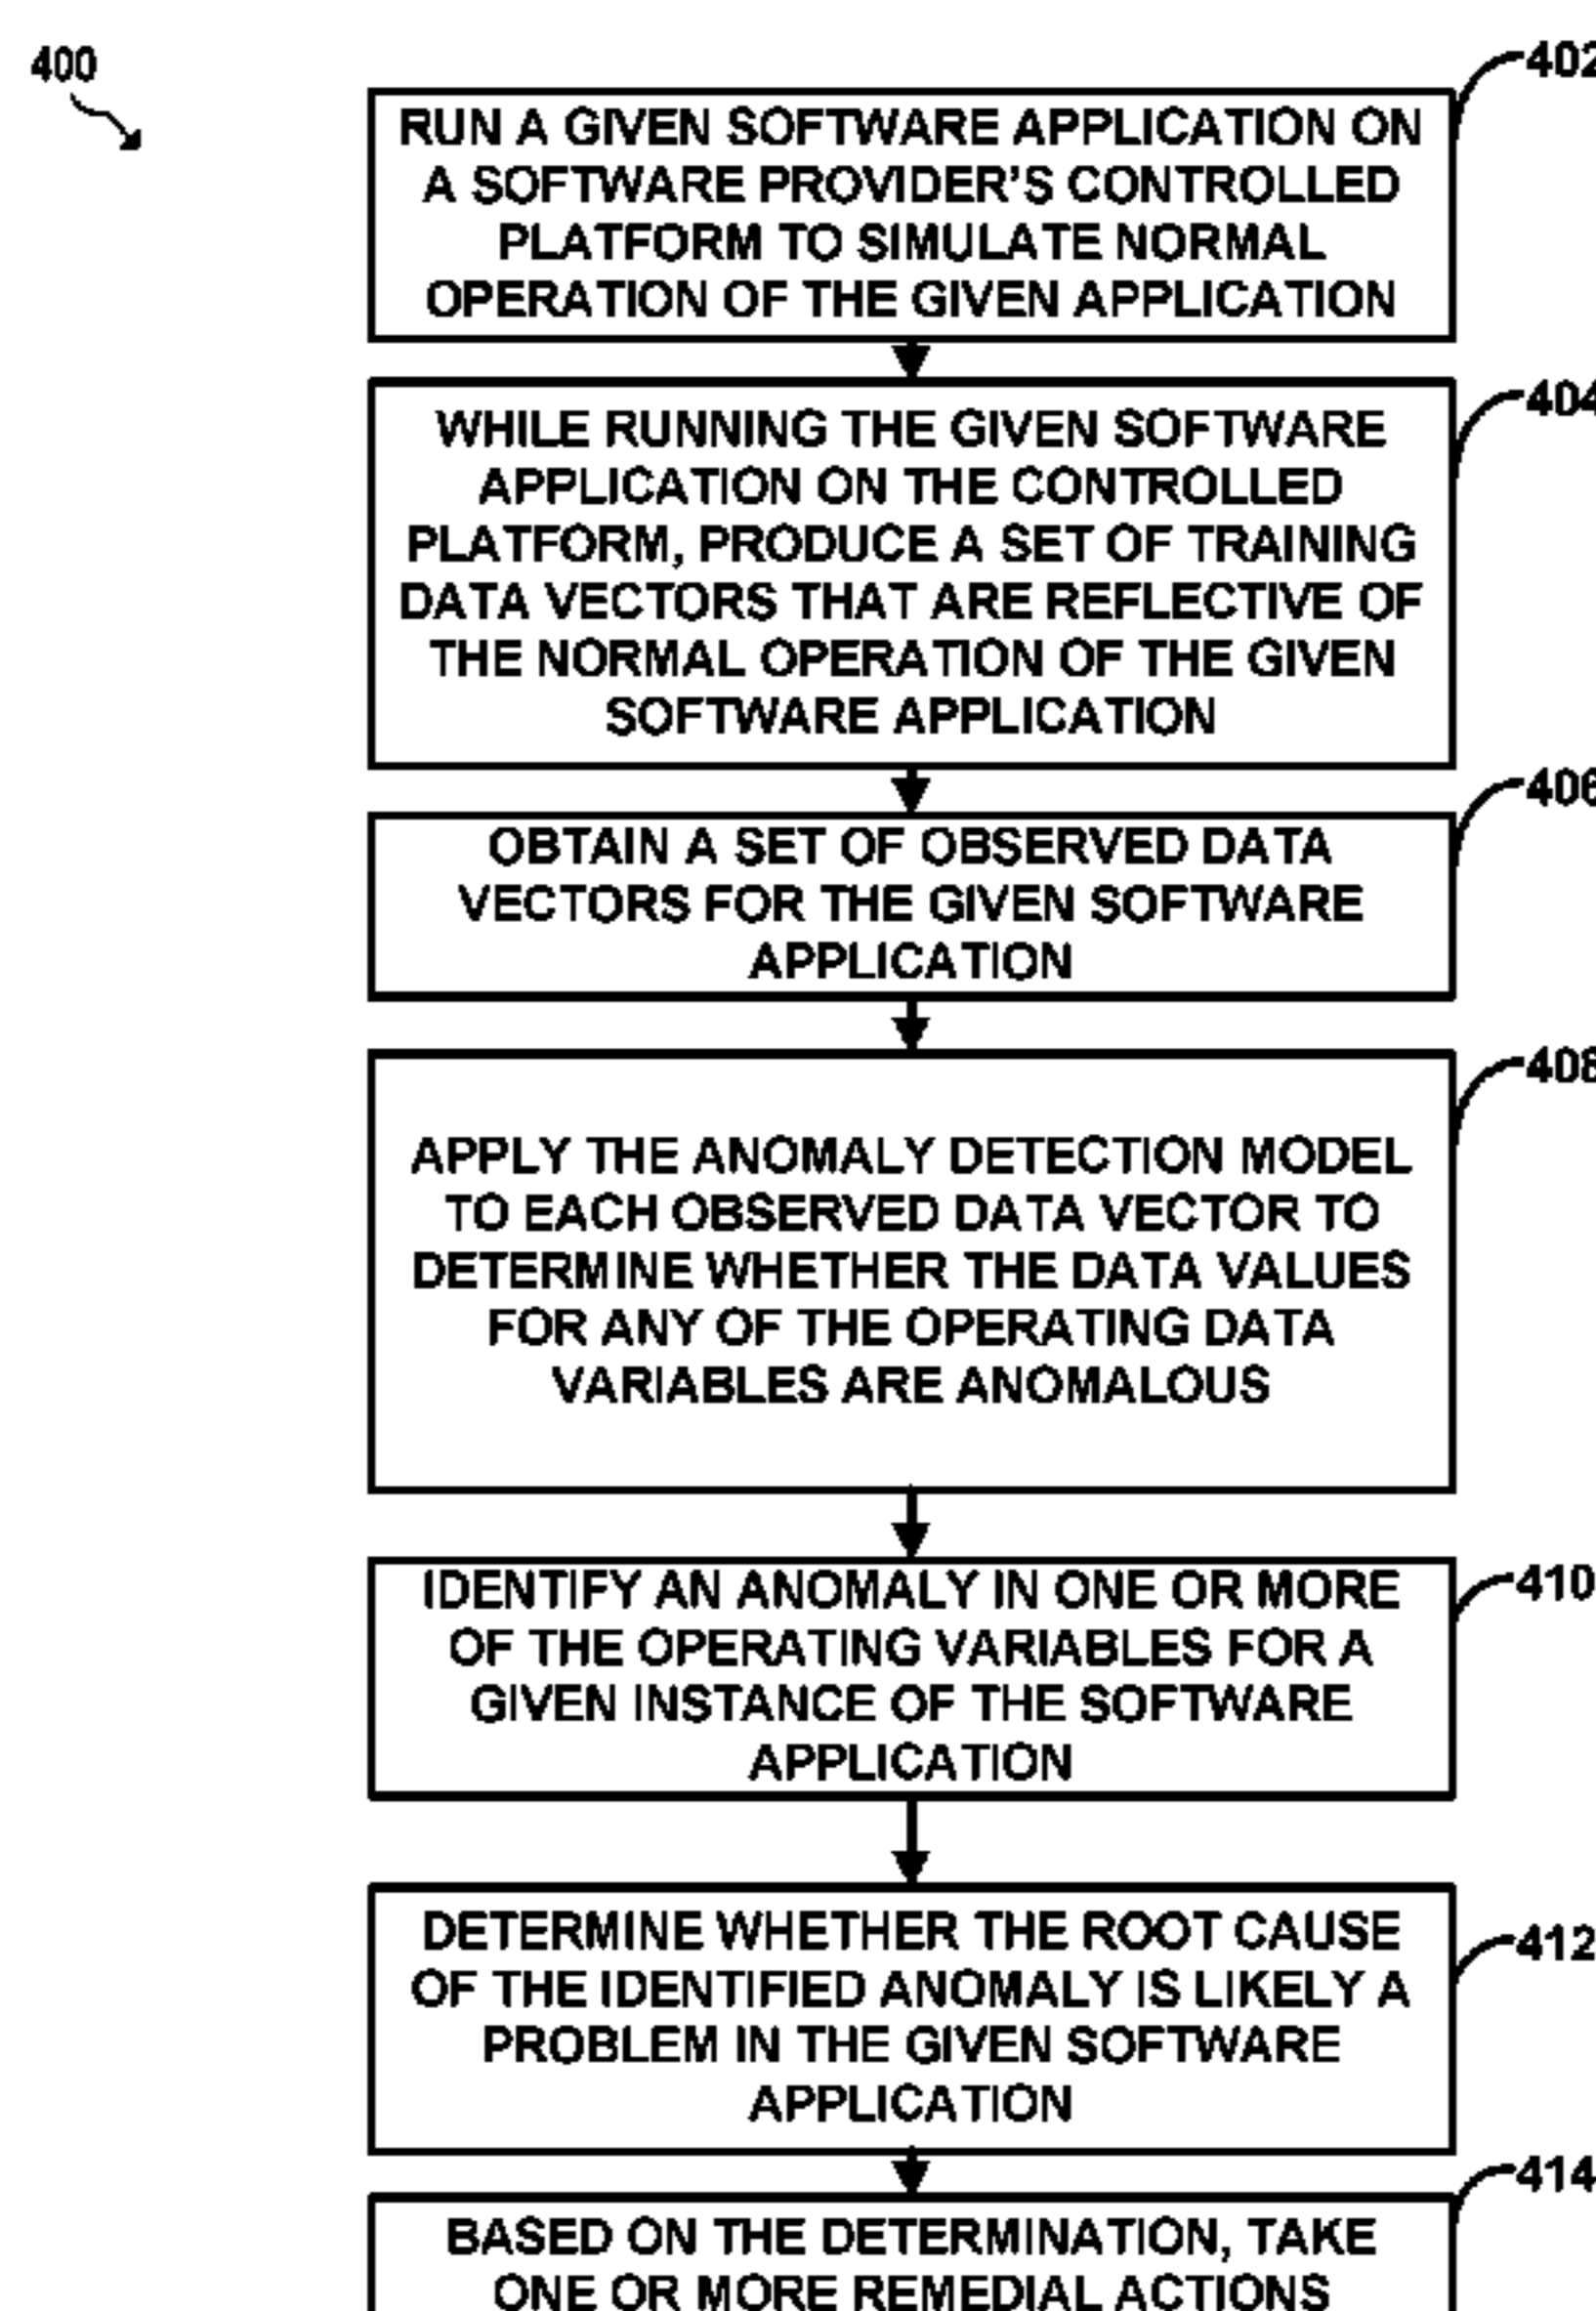 400
402
RUN A GIVEN SOFTWARE APPLICATION ON
A SOFTWARE PROVIDER'S CONTROLLED
PLATFORM TO SIMULATE NORMAL
OPERATION OF THE GIVEN APPLICATION
404
WHILE RUNNING THE GIVEN SOFTWARE
APPLICATION ON THE CONTROLLED
PLATFORM, PRODUCE A SET OF TRAINING
DATA VECTORS THAT ARE REFLECTIVE OF
THE NORMAL OPERATION OF THE GIVEN
SOFTWARE APPLICATION
406
OBTAIN A SET OF OBSERVED DATA
VECTORS FOR THE GIVEN SOFTWARE
APPLICATION
408
APPLY THE ANOMALY DETECTION MODEL
TO EACH OBSERVED DATA VECTOR TO
DETERMINE WHETHER THE DATA VALUES
FOR ANY OF THE OPERATING DATA
VARIABLES ARE ANOMALOUS
410
IDENTIFY AN ANOMALY IN ONE OR MORE
OF THE OPERATING VARIABLES FOR A
GIVEN INSTANCE OF THE SOFTWARE
APPLICATION
412
DETERMINE WHETHER THE ROOT CAUSE
OF THE IDENTIFIED ANOMALY IS LIKELY A
PROBLEM IN THE GIVEN SOFTWARE
APPLICATION
414
BASED ON THE DETERMINATION, TAKE
ONE OR MORE REMEDIAL ACTIONS